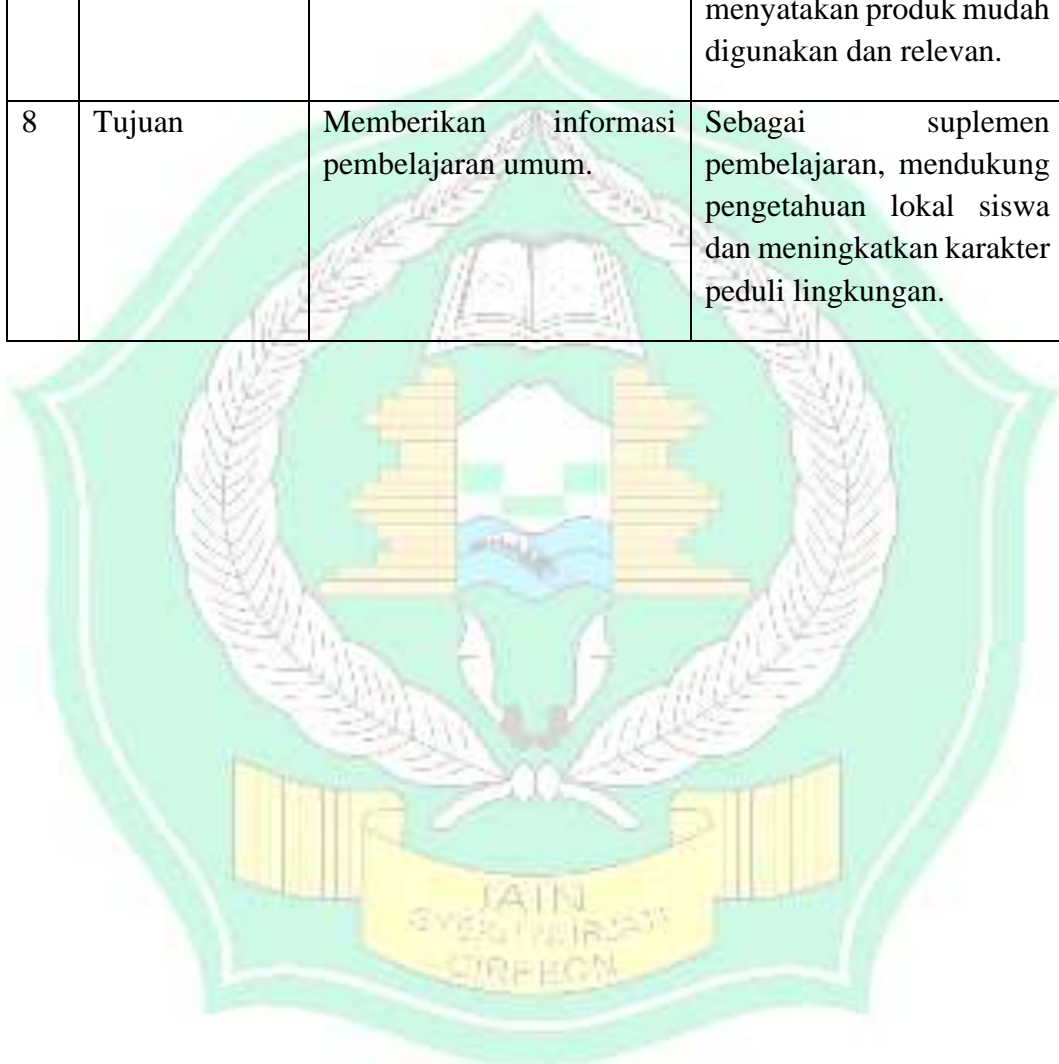 menyatakan produk mudah
digunakan dan relevan.
8 Tujuan Memberikan informasi Sebagai suplemen
pembelajaran umum. pembelajaran, mendukung
pengetahuan lokal siswa
dan meningkatkan karakter
peduli lingkungan.
IAIN
CIREBON